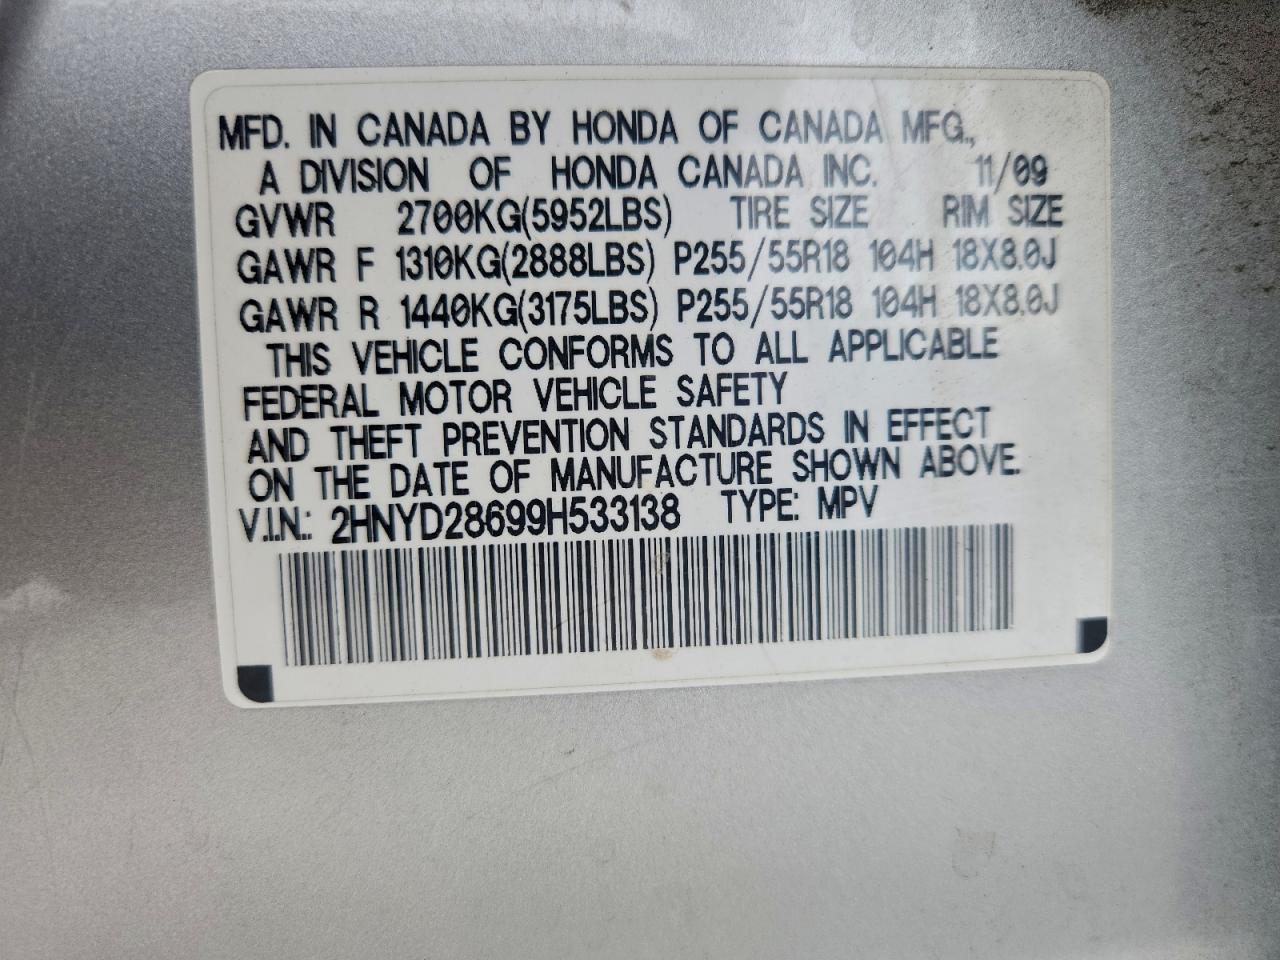 MFD. IN CANADA BY HONDA OF CANADA MFG.,
A DIVISION OF HONDA CANADA INC. 11/09
GVWR 2700KG(5952LBS) TIRE SIZE RIM SIZE
GAWR F 1310KG(2888LBS) P255/55R18 104H 18X8.0J
GAWR R 1440KG(3175LBS) P255/55R18 104H 18X8.0J
THIS VEHICLE CONFORMS TO ALL APPLICABLE
FEDERAL MOTOR VEHICLE SAFETY
AND THEFT PREVENTION STANDARDS IN EFFECT
ON THE DATE OF MANUFACTURE SHOWN ABOVE.
V.I.N.: 2HNYD28699H533138 TYPE: MPV